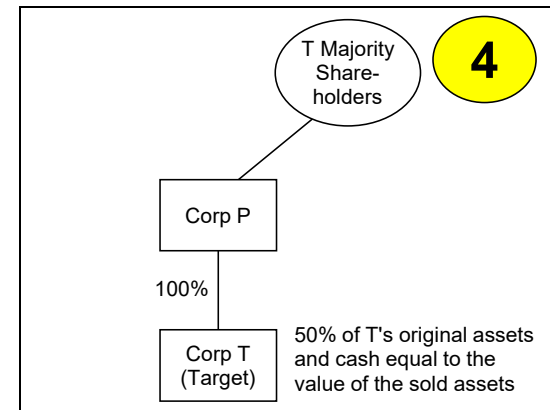 T Majority
Share-
holders
4
Corp P
100%
Corp T
(Target)
50% of T's original assets
and cash equal to the
value of the sold assets